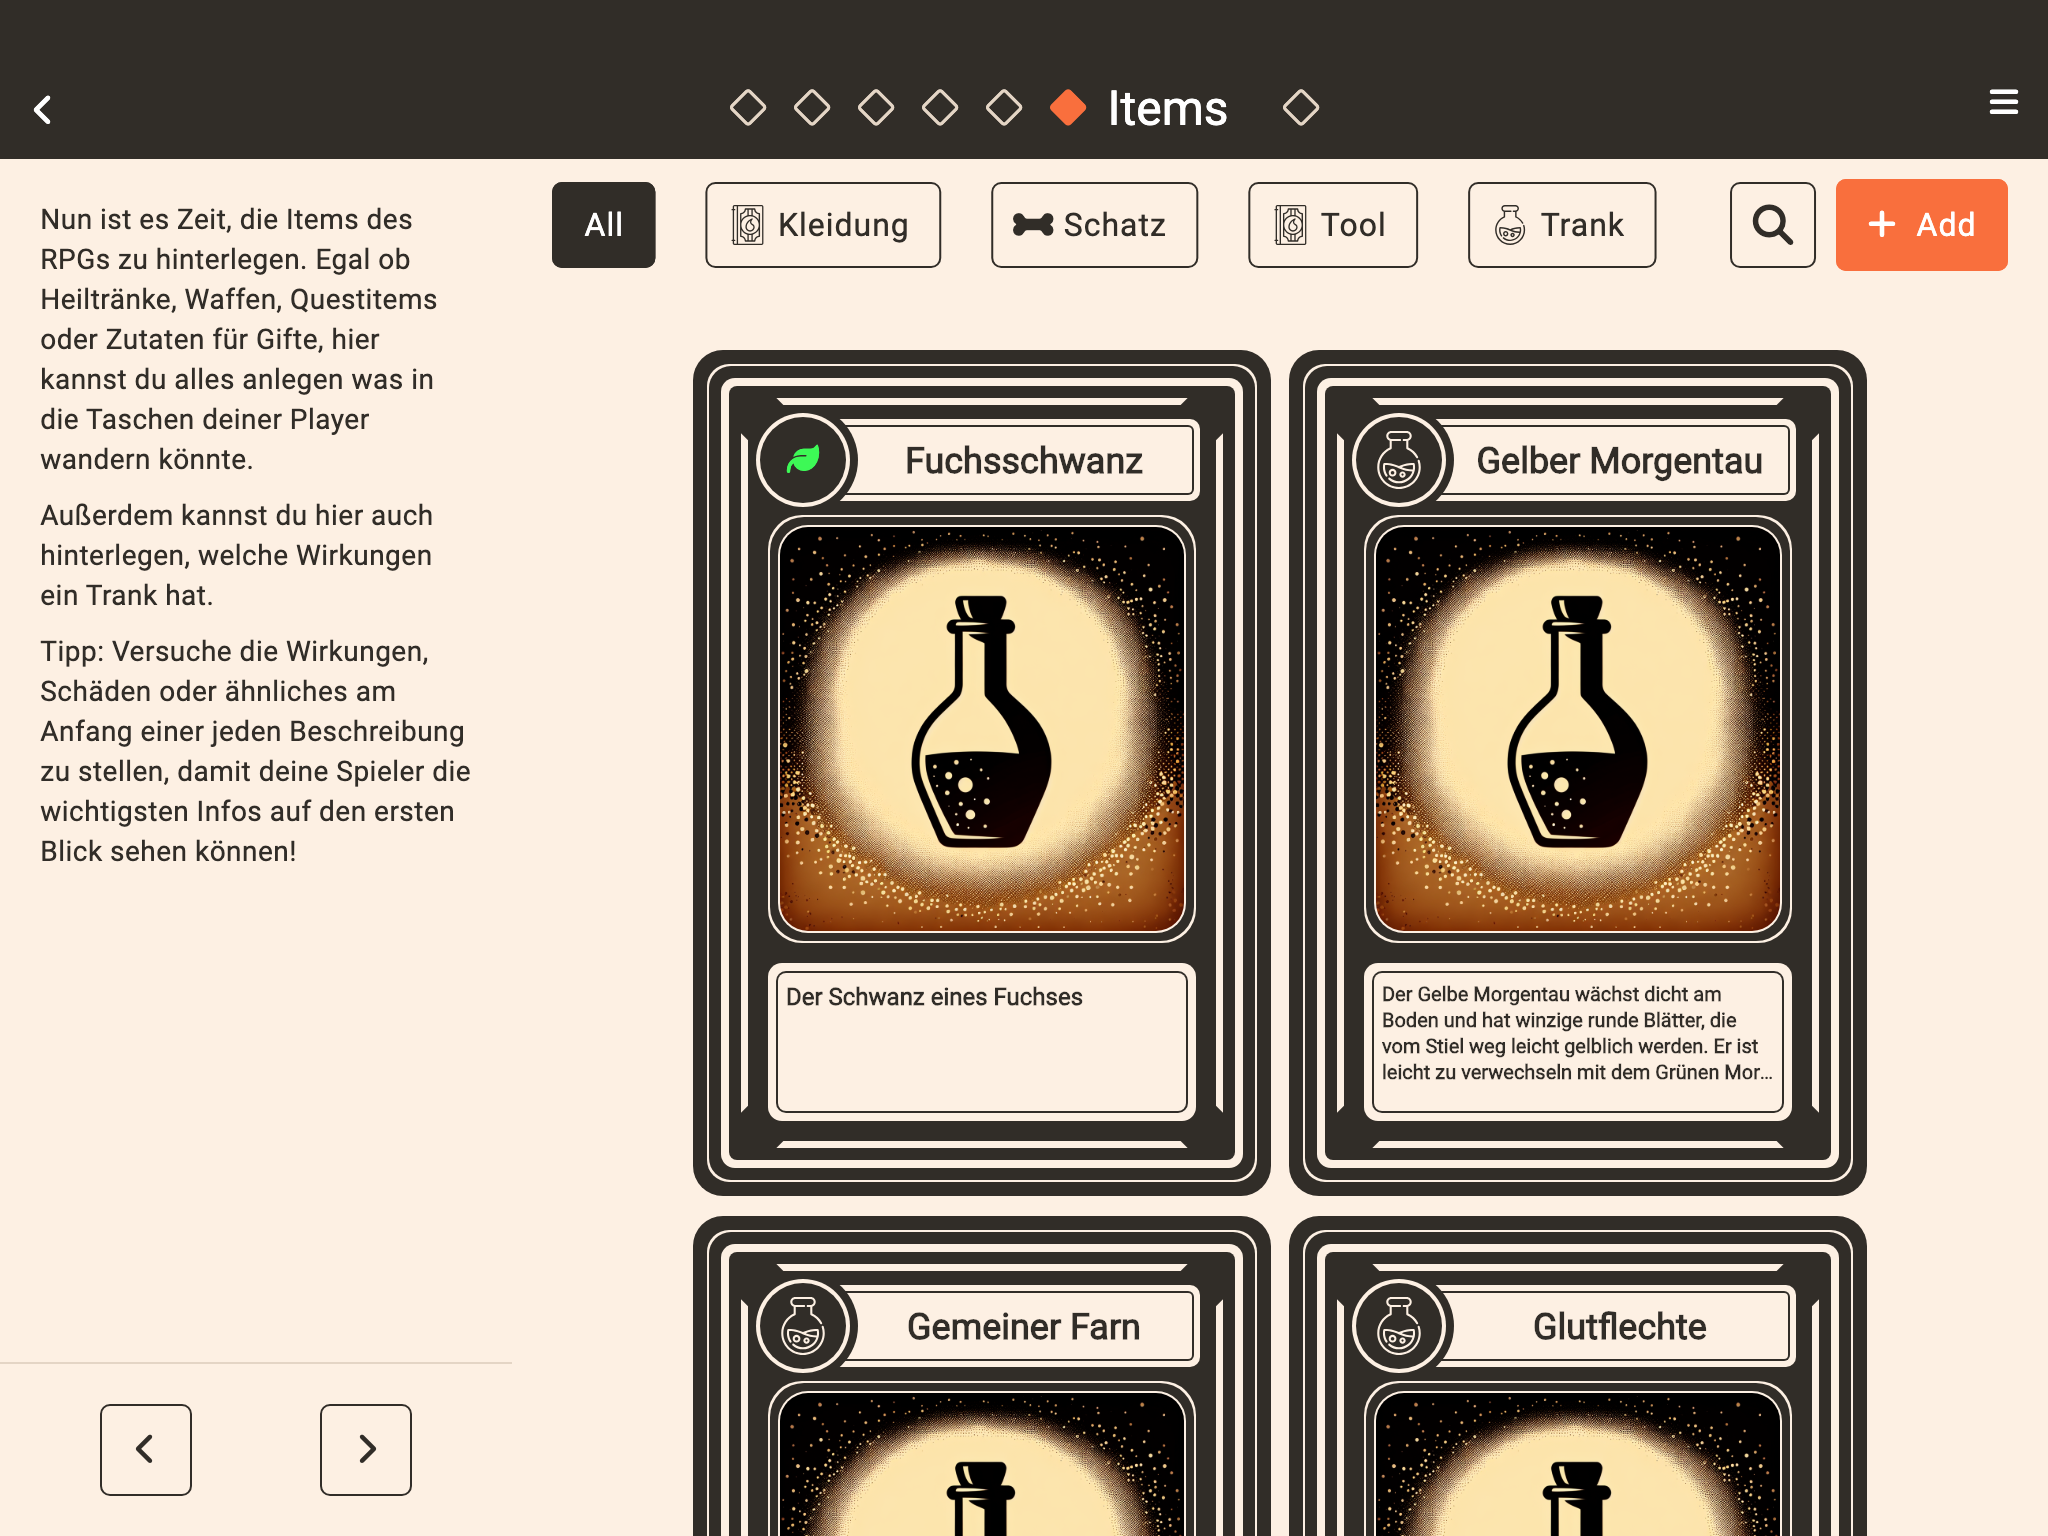 Items
Nun ist es Zeit, die Items des
RPGs zu hinterlegen. Egal ob
Heiltränke, Waffen, Questitems
oder Zutaten für Gifte, hier
kannst du alles anlegen was in
die Taschen deiner Player
wandern könnte.
Außerdem kannst du hier auch
hinterlegen, welche Wirkungen
ein Trank hat.
Tipp: Versuche die Wirkungen,
Schäden oder ähnliches am
Anfang einer jeden Beschreibung
zu stellen, damit deine Spieler die
wichtigsten Infos auf den ersten
Blick sehen können!
All
Kleidung
Schatz
Tool
Trank
Add
Fuchsschwanz
Der Schwanz eines Fuchses
Gelber Morgentau
Der Gelbe Morgentau wächst dicht am
Boden und hat winzige runde Blätter, die
vom Stiel weg leicht gelblich werden. Er ist
leicht zu verwechseln mit dem Grünen Mor...
Gemeiner Farn
Glutflechte